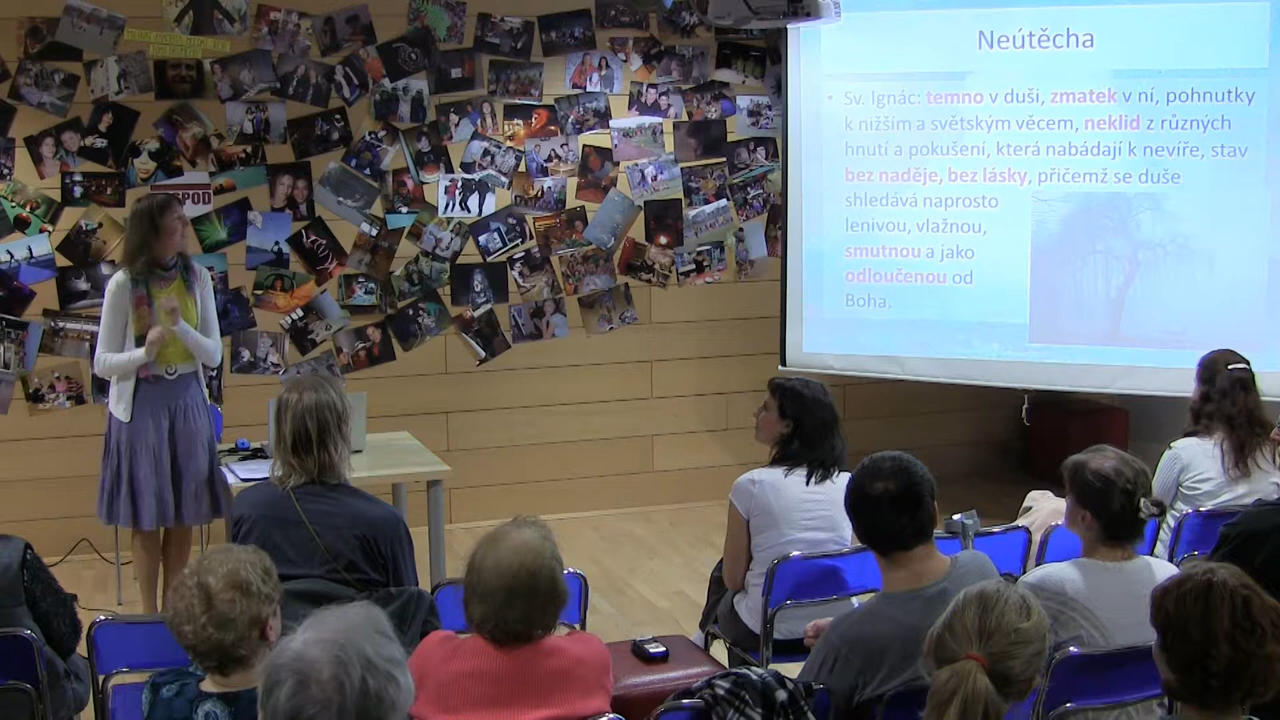 Neútěcha
• Sv. Ignác: temno v duši, zmatek v ní, pohnutky
k nižším a světským věcem, neklid z různých
hnutí a pokušení, která nabádají k nevíře, stav
bez naděje, bez lásky, přičemž se duše
shledává naprosto
lenivou, vlažnou,
smutnou a jako
odloučenou od
Boha.
SPOD